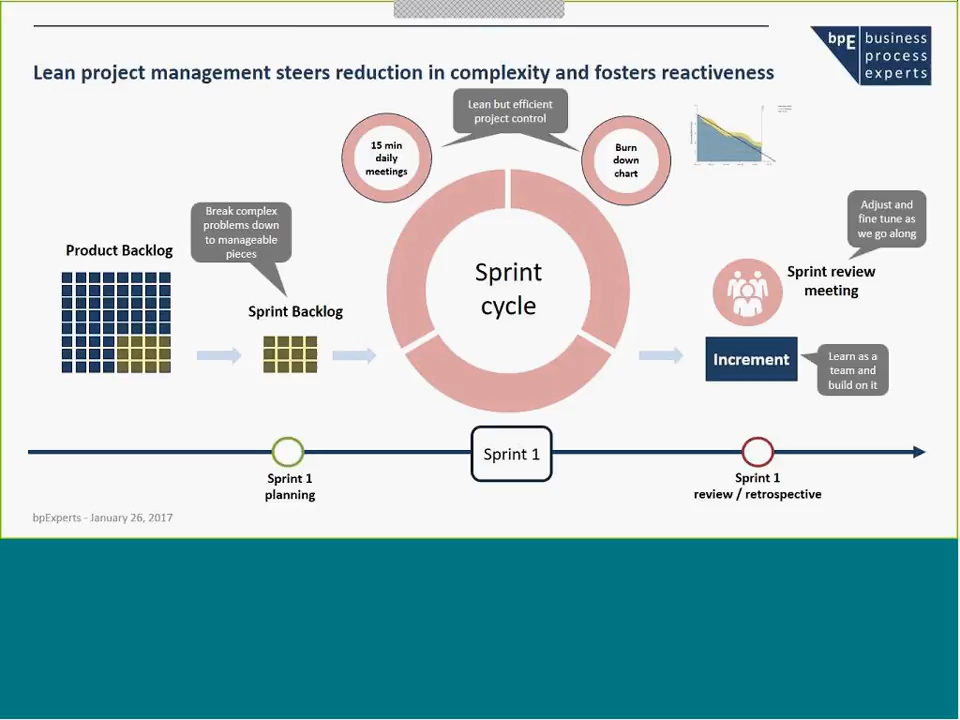 bpE business
process
experts
Lean project management steers reduction in complexity and fosters reactiveness
Lean but efficient
project control
15 min
daily
meetings
Burn
down
chart
Break complex
problems down
to manageable
pieces
Adjust and
fine tune as
we go along
Product Backlog
Sprint Backlog
Sprint
cycle
Sprint review
meeting
Increment
Learn as a
team and
build on it
Sprint 1
Sprint 1
planning
Sprint 1
review / retrospective
bpExperts - January 26, 2017